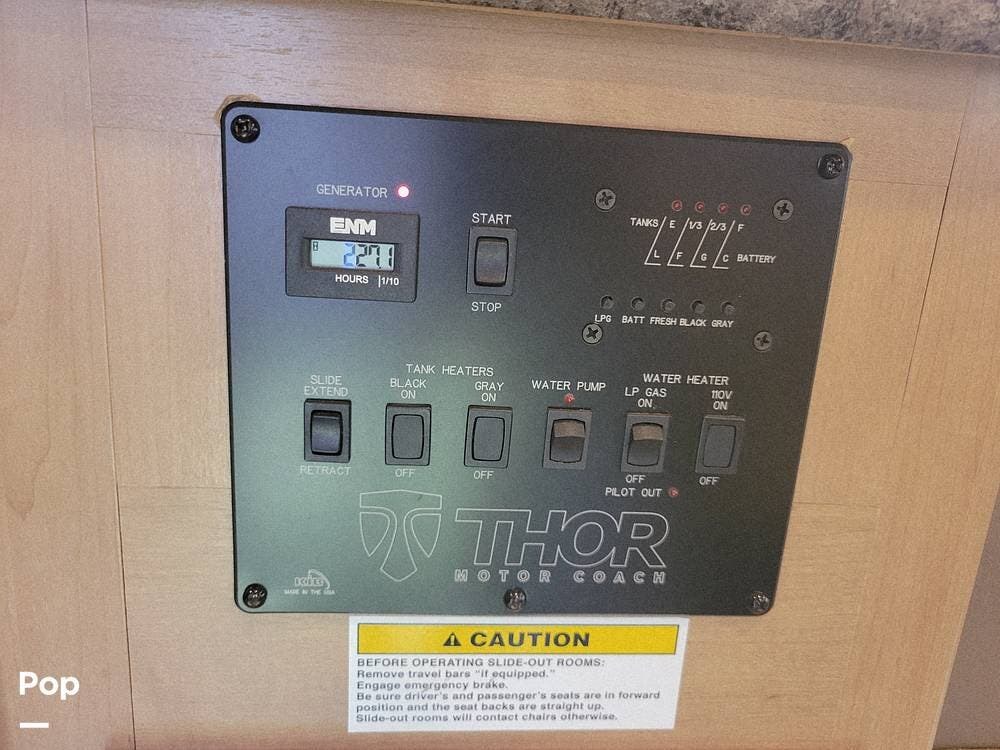 GENERATOR
ENM
227.1
HOURS 1/10
START
STOP
TANKS E 1/3 2/3 F
L F G C BATTERY
LPG BATT FRESH BLACK GRAY
SLIDE
EXTEND
RETRACT
TANK HEATERS
BLACK
ON
OFF
GRAY
ON
OFF
WATER PUMP
WATER HEATER
LP GAS
ON
OFF
110V
ON
OFF
PILOT OUT
THOR
MOTOR COACH
KIB
MADE IN THE USA
CAUTION
BEFORE OPERATING SLIDE-OUT ROOMS:
Remove travel bars "if equipped."
Engage emergency brake.
Be sure driver's and passenger's seats are in forward
position and the seat backs are straight up.
Slide-out rooms will contact chairs otherwise.
Pop